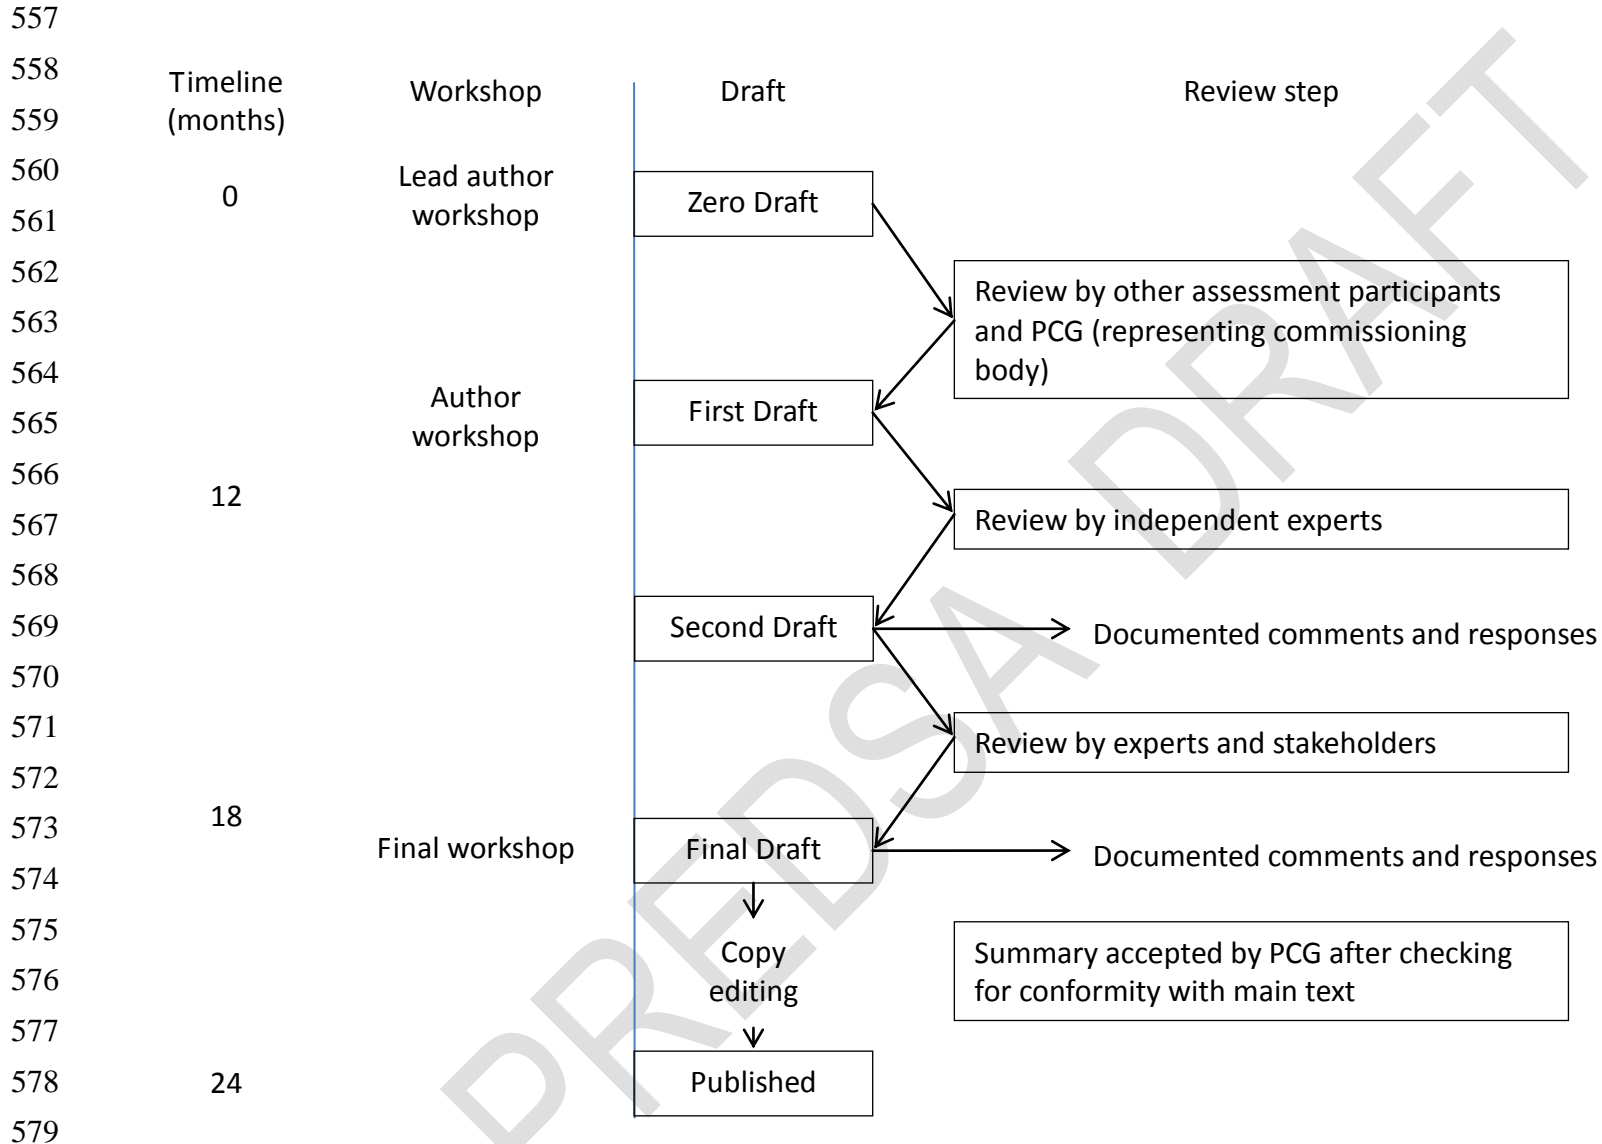 557
558
559
560
561
562
563
564
565
566
567
568
569
570
571
572
573
574
575
576
577
578
579
Timeline
(months)
Workshop
Draft
Review step
0
Lead author
workshop
Zero Draft
Review by other assessment participants
and PCG (representing commissioning
body)
Author
workshop
First Draft
12
Review by independent experts
Second Draft
Documented comments and responses
Review by experts and stakeholders
18
Final workshop
Final Draft
Documented comments and responses
Copy
editing
Summary accepted by PCG after checking
for conformity with main text
24
Published
PREDSA DRAFT